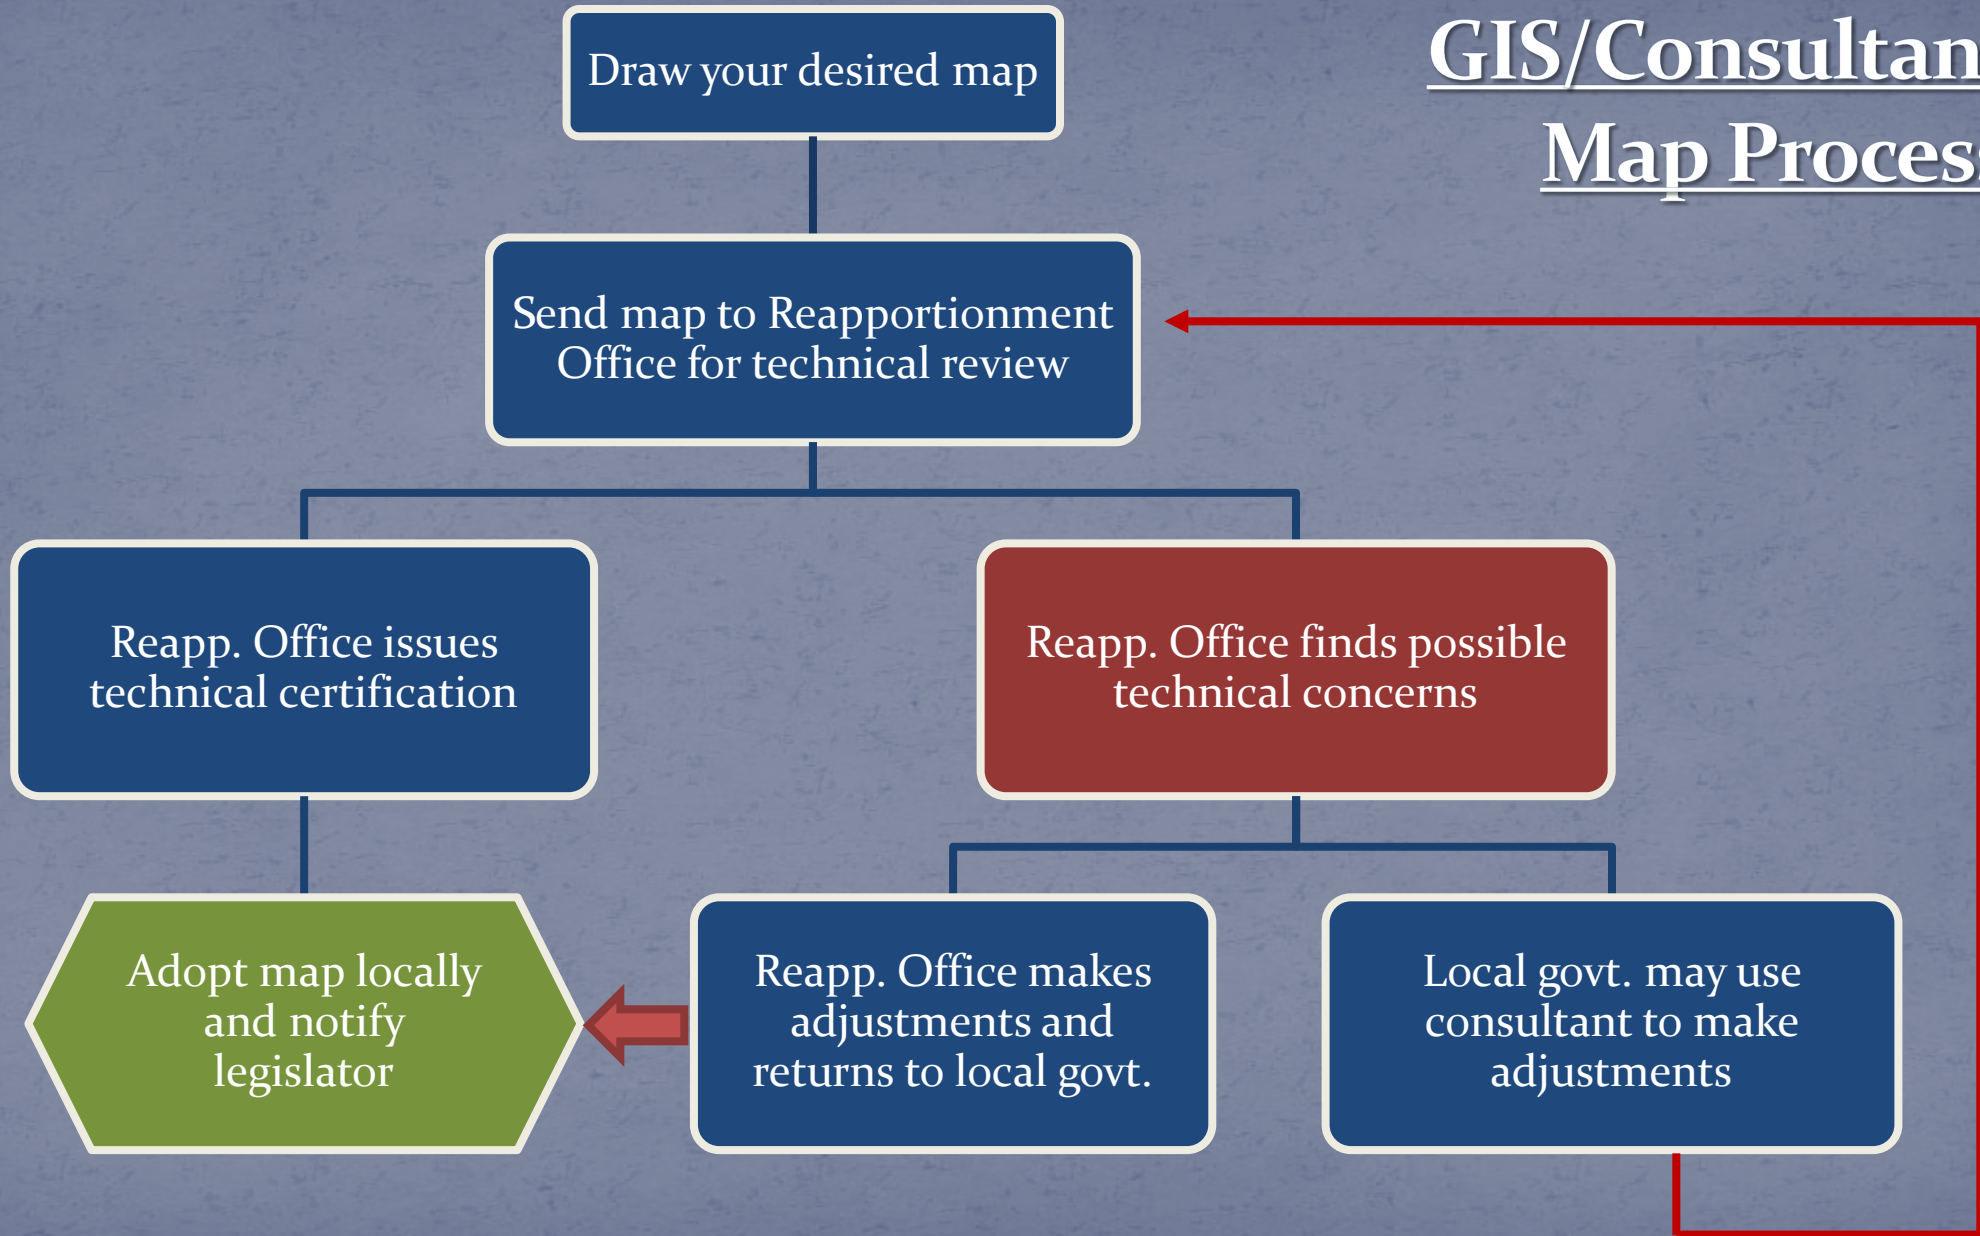 GIS/Consultan
Map Process
Draw your desired map
Send map to Reapportionment
Office for technical review
Reapp. Office issues
technical certification
Reapp. Office finds possible
technical concerns
Adopt map locally
and notify
legislator
Reapp. Office makes
adjustments and
returns to local govt.
Local govt. may use
consultant to make
adjustments